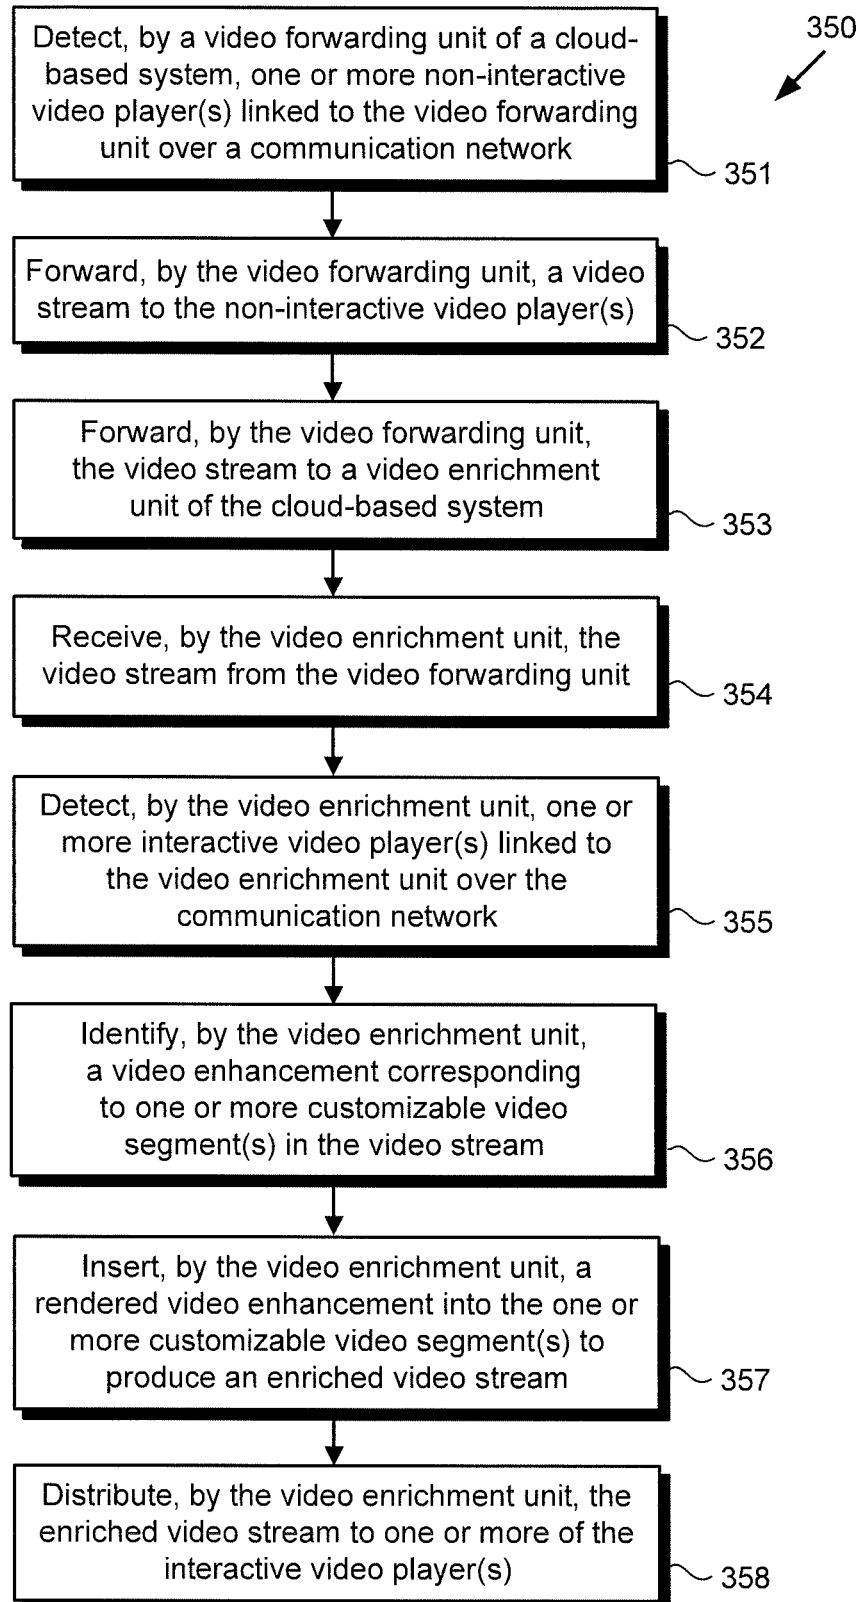 350
Detect, by a video forwarding unit of a cloud-
based system, one or more non-interactive
video player(s) linked to the video forwarding
unit over a communication network
351
Forward, by the video forwarding unit, a video
stream to the non-interactive video player(s)
352
Forward, by the video forwarding unit,
the video stream to a video enrichment
unit of the cloud-based system
353
Receive, by the video enrichment unit, the
video stream from the video forwarding unit
354
Detect, by the video enrichment unit, one or
more interactive video player(s) linked to
the video enrichment unit over the
communication network
355
Identify, by the video enrichment unit,
a video enhancement corresponding
to one or more customizable video
segment(s) in the video stream
356
Insert, by the video enrichment unit, a
rendered video enhancement into the one or
more customizable video segment(s) to
produce an enriched video stream
357
Distribute, by the video enrichment unit, the
enriched video stream to one or more of the
interactive video player(s)
358